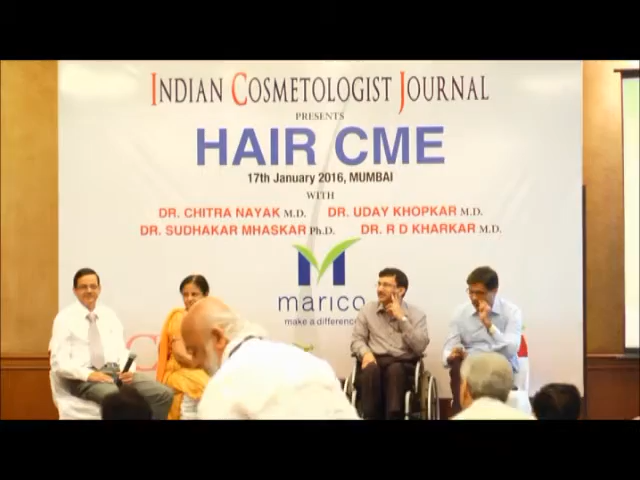 INDIAN COSMETOLOGIST JOURNAL
PRESENTS
HAIR CME
17th January 2016, MUMBAI
WITH
DR. CHITRA NAYAK M.D. DR. UDAY KHOPKAR M.D.
DR. SUDHAKAR MHASKAR Ph.D. DR. R D KHARKAR M.D.
marico
make a difference